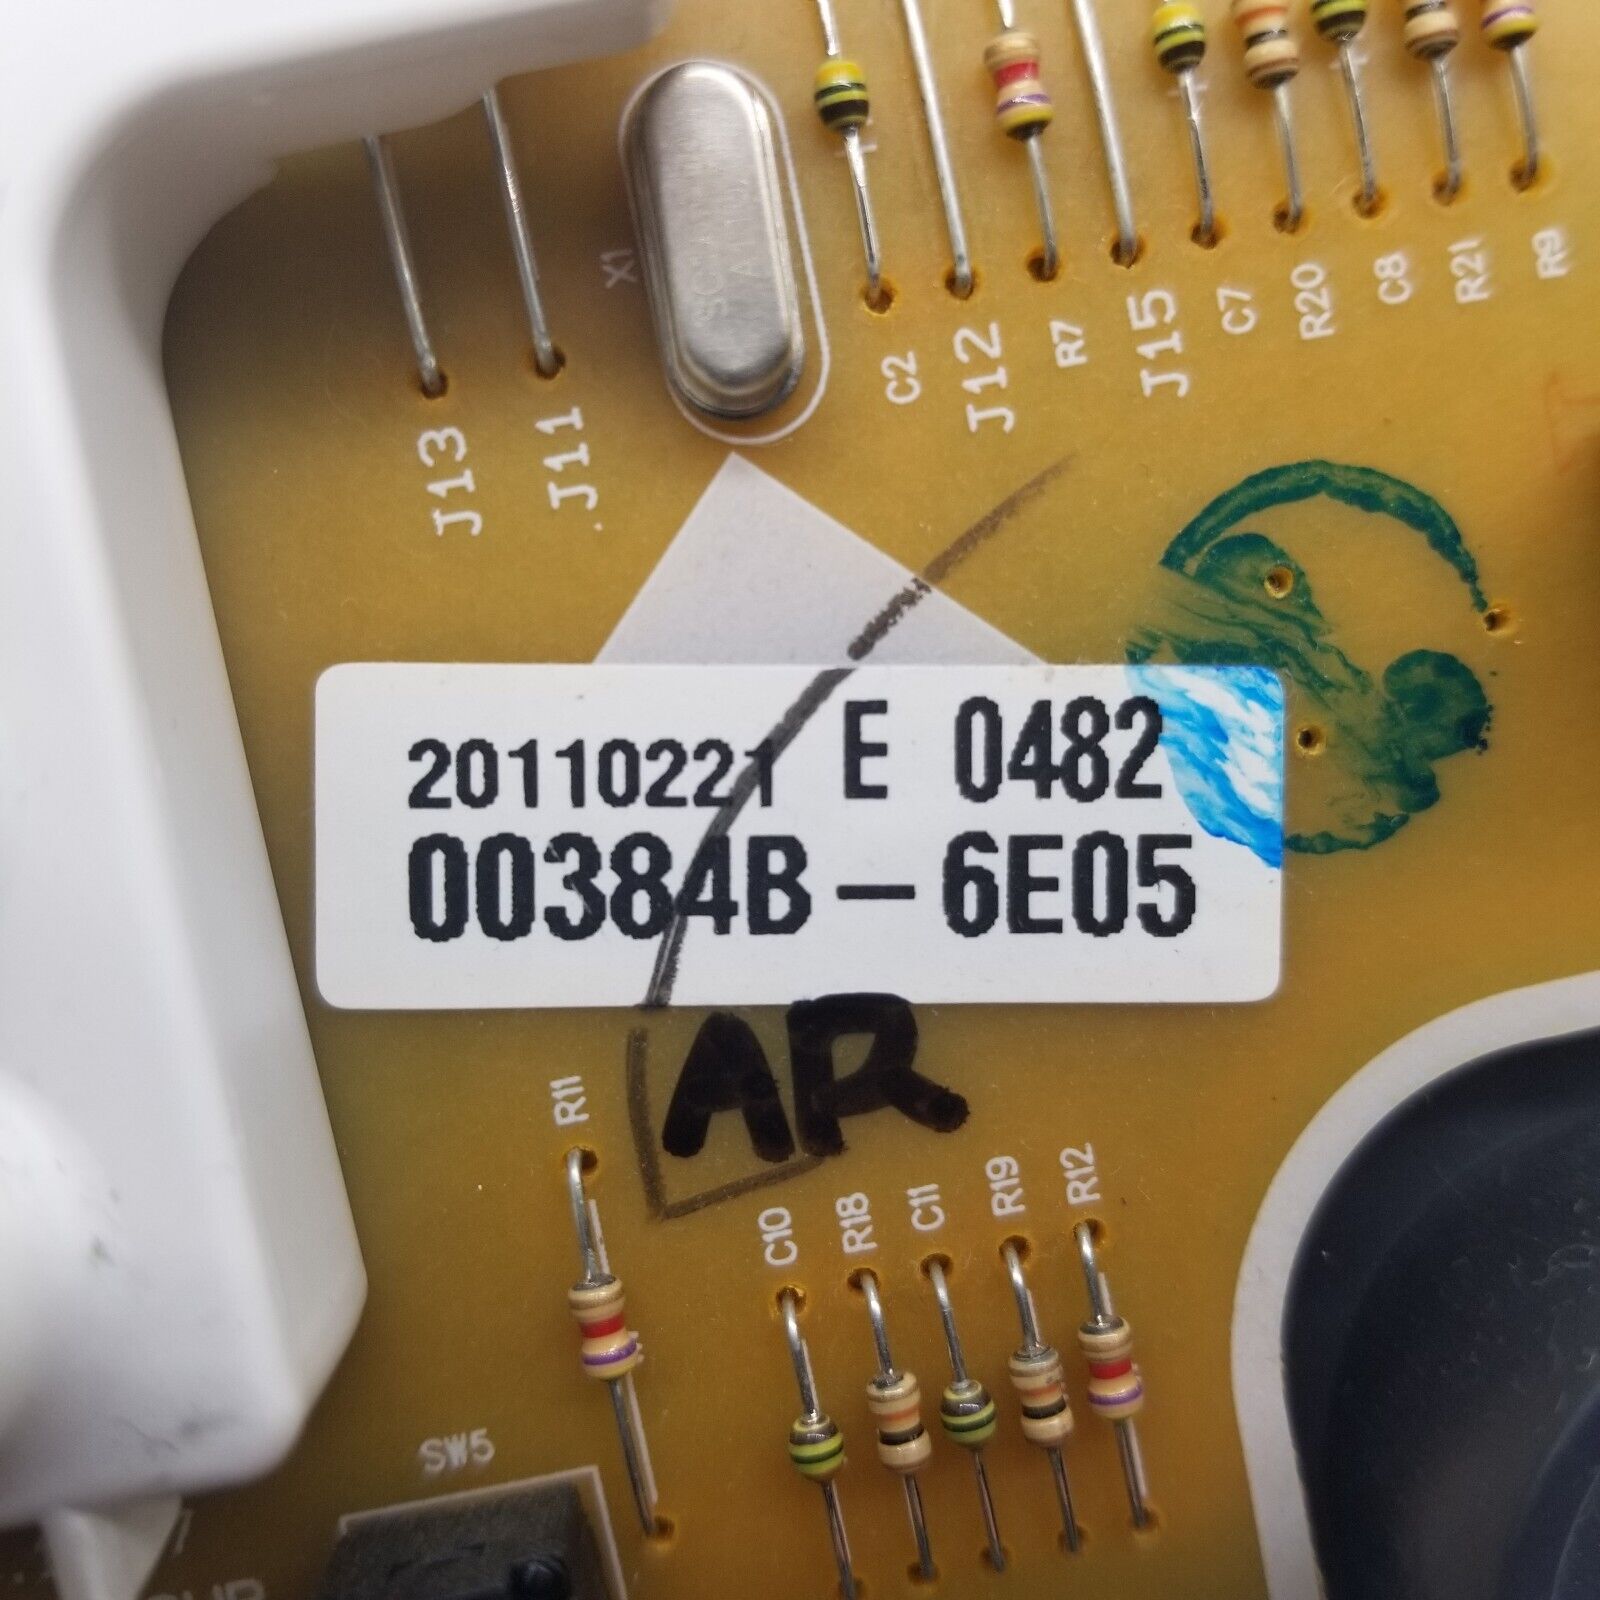 X1
C2
J12
R7
J15
C7
R20
C8
R21
R9
J13
J11
20110221 E 0482
00384B-6E05
AR
R11
C10
R18
C11
R19
R12
SW5